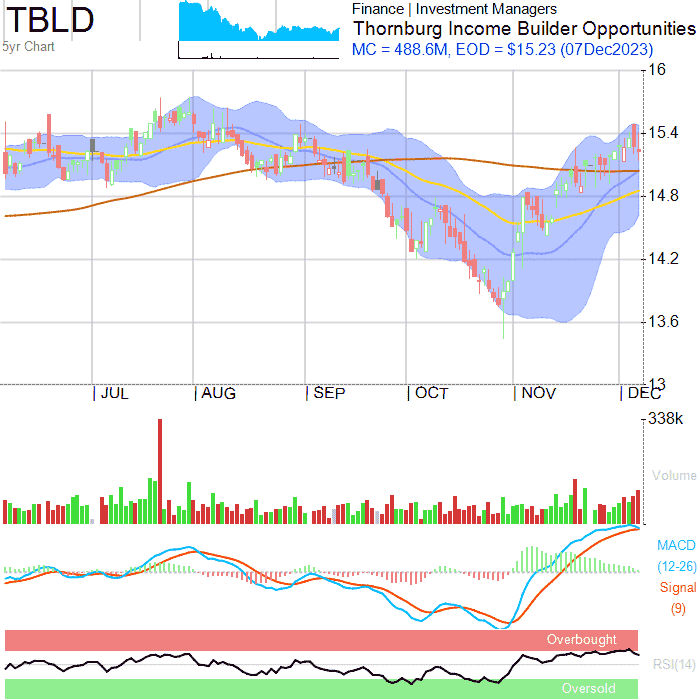 TBLD
5yr Chart
Finance | Investment Managers
Thornburg Income Builder Opportunities
MC = 488.6M, EOD = $15.23 (07Dec2023)
16
15.4
14.8
14.2
13.6
13
JUL AUG SEP OCT NOV DEC
338k
Volume
MACD
(12-26)
Signal
(9)
Overbought
RSI(14)
Oversold